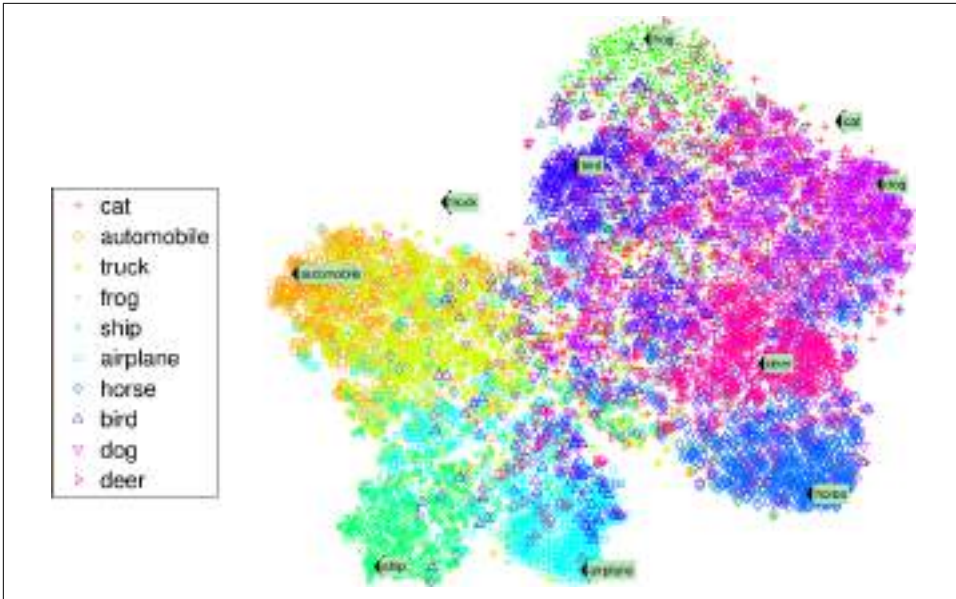 frog
cat
bird
dog
truck
automobile
deer
horse
ship
airplane
cat
automobile
truck
frog
ship
airplane
horse
bird
dog
deer